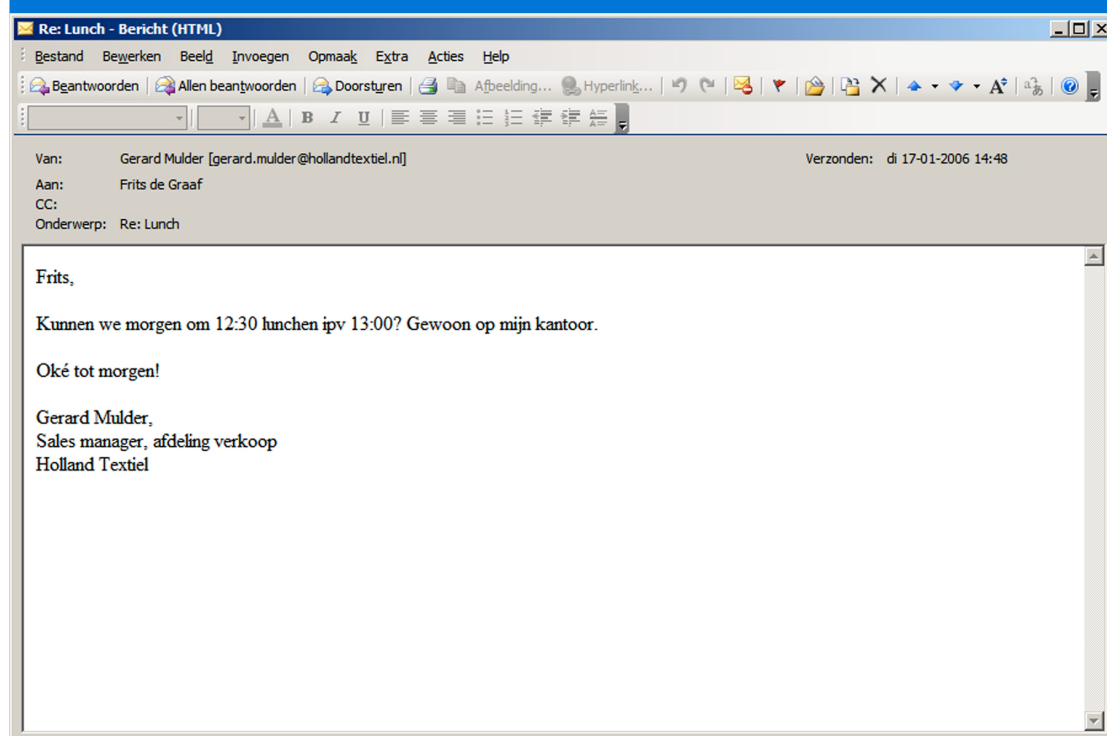 Re: Lunch - Bericht (HTML)
Bestand Bewerken Beeld Invoegen Opmaak Extra Acties Help
Beantwoorden Allen beantwoorden Doorsturen Afbeelding... Hyperlink...
B I U
Van: Gerard Mulder [gerard.mulder@hollandtextiel.nl] Verzonden: di 17-01-2006 14:48
Aan: Frits de Graaf
CC:
Onderwerp: Re: Lunch
Frits,
Kunnen we morgen om 12:30 lunchen ipv 13:00? Gewoon op mijn kantoor.
Oké tot morgen!
Gerard Mulder,
Sales manager, afdeling verkoop
Holland Textiel